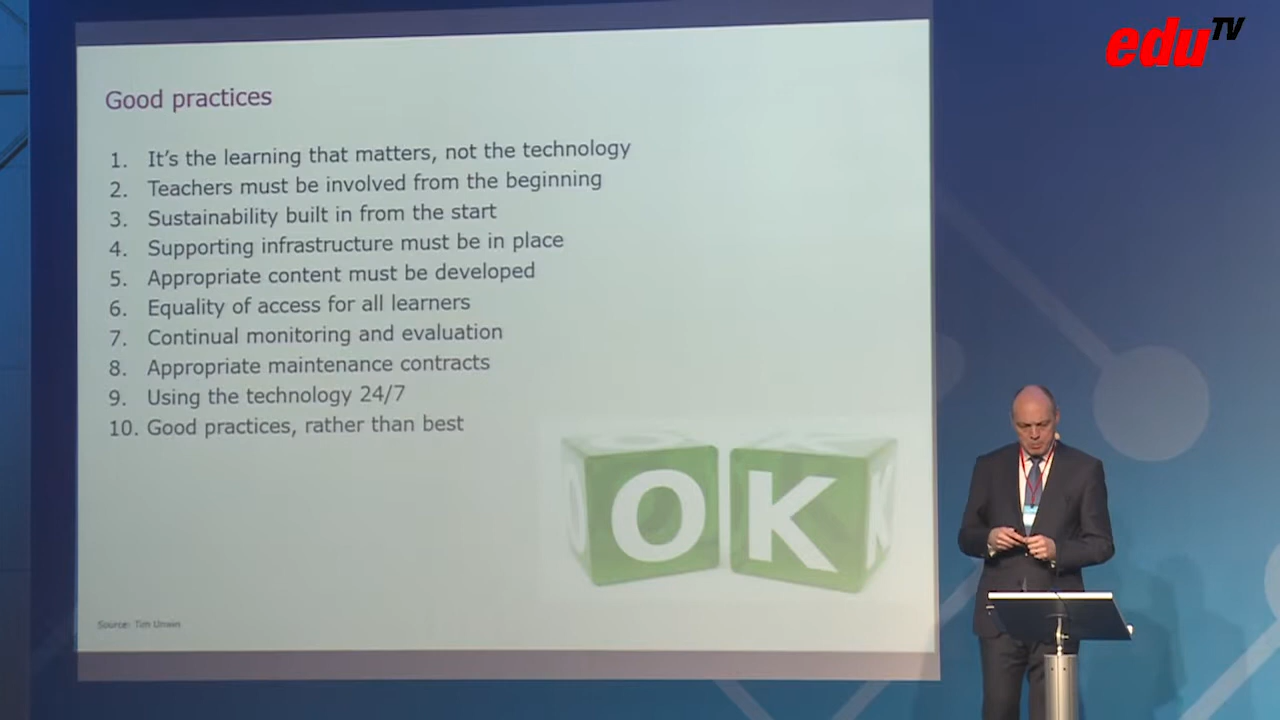 edu TV
Good practices
1. It's the learning that matters, not the technology
2. Teachers must be involved from the beginning
3. Sustainability built in from the start
4. Supporting infrastructure must be in place
5. Appropriate content must be developed
6. Equality of access for all learners
7. Continual monitoring and evaluation
8. Appropriate maintenance contracts
9. Using the technology 24/7
10. Good practices, rather than best
OK
Source: Tim Unwin